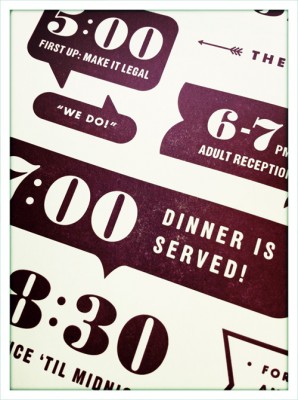 5:00
FIRST UP: MAKE IT LEGAL
THE
"WE DO!"
6-7 PM
ADULT RECEPTION
7:00
DINNER IS
SERVED!
8:30
'TIL
FOR